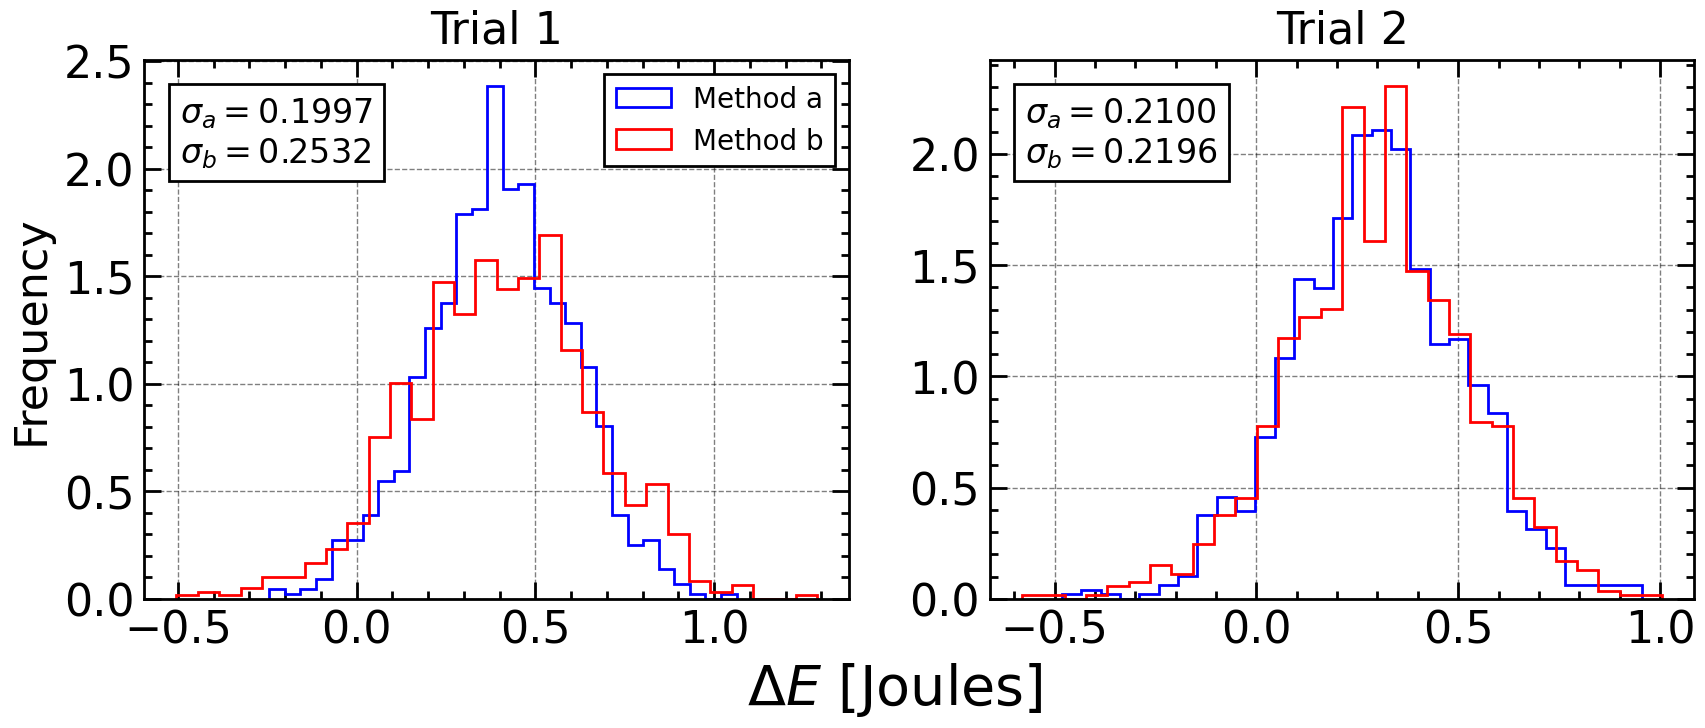 Trial 1
Trial 2
2.5
2.0
1.5
1.0
0.5
0.0
Frequency
σa = 0.1997
σb = 0.2532
Method a
Method b
−0.5 0.0 0.5 1.0
2.0
1.5
1.0
0.5
0.0
σa = 0.2100
σb = 0.2196
−0.5 0.0 0.5 1.0
ΔE [Joules]